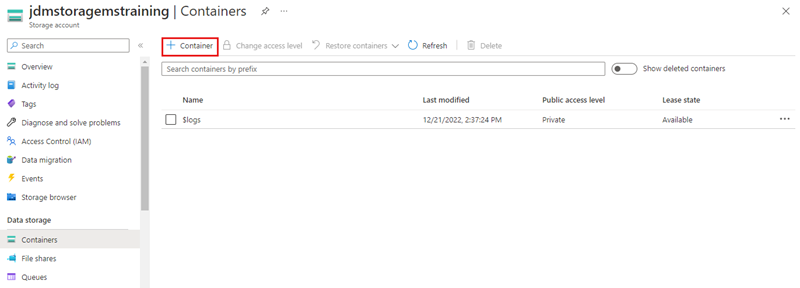 jdmstoragemstraining | Containers
Storage account
Search
Overview
Activity log
Tags
Diagnose and solve problems
Access Control (IAM)
Data migration
Events
Storage browser
Data storage
Containers
File shares
Queues
Container Change access level Restore containers Refresh Delete
Search containers by prefix Show deleted containers
Name Last modified Public access level Lease state
$logs 12/21/2022, 2:37:24 PM Private Available